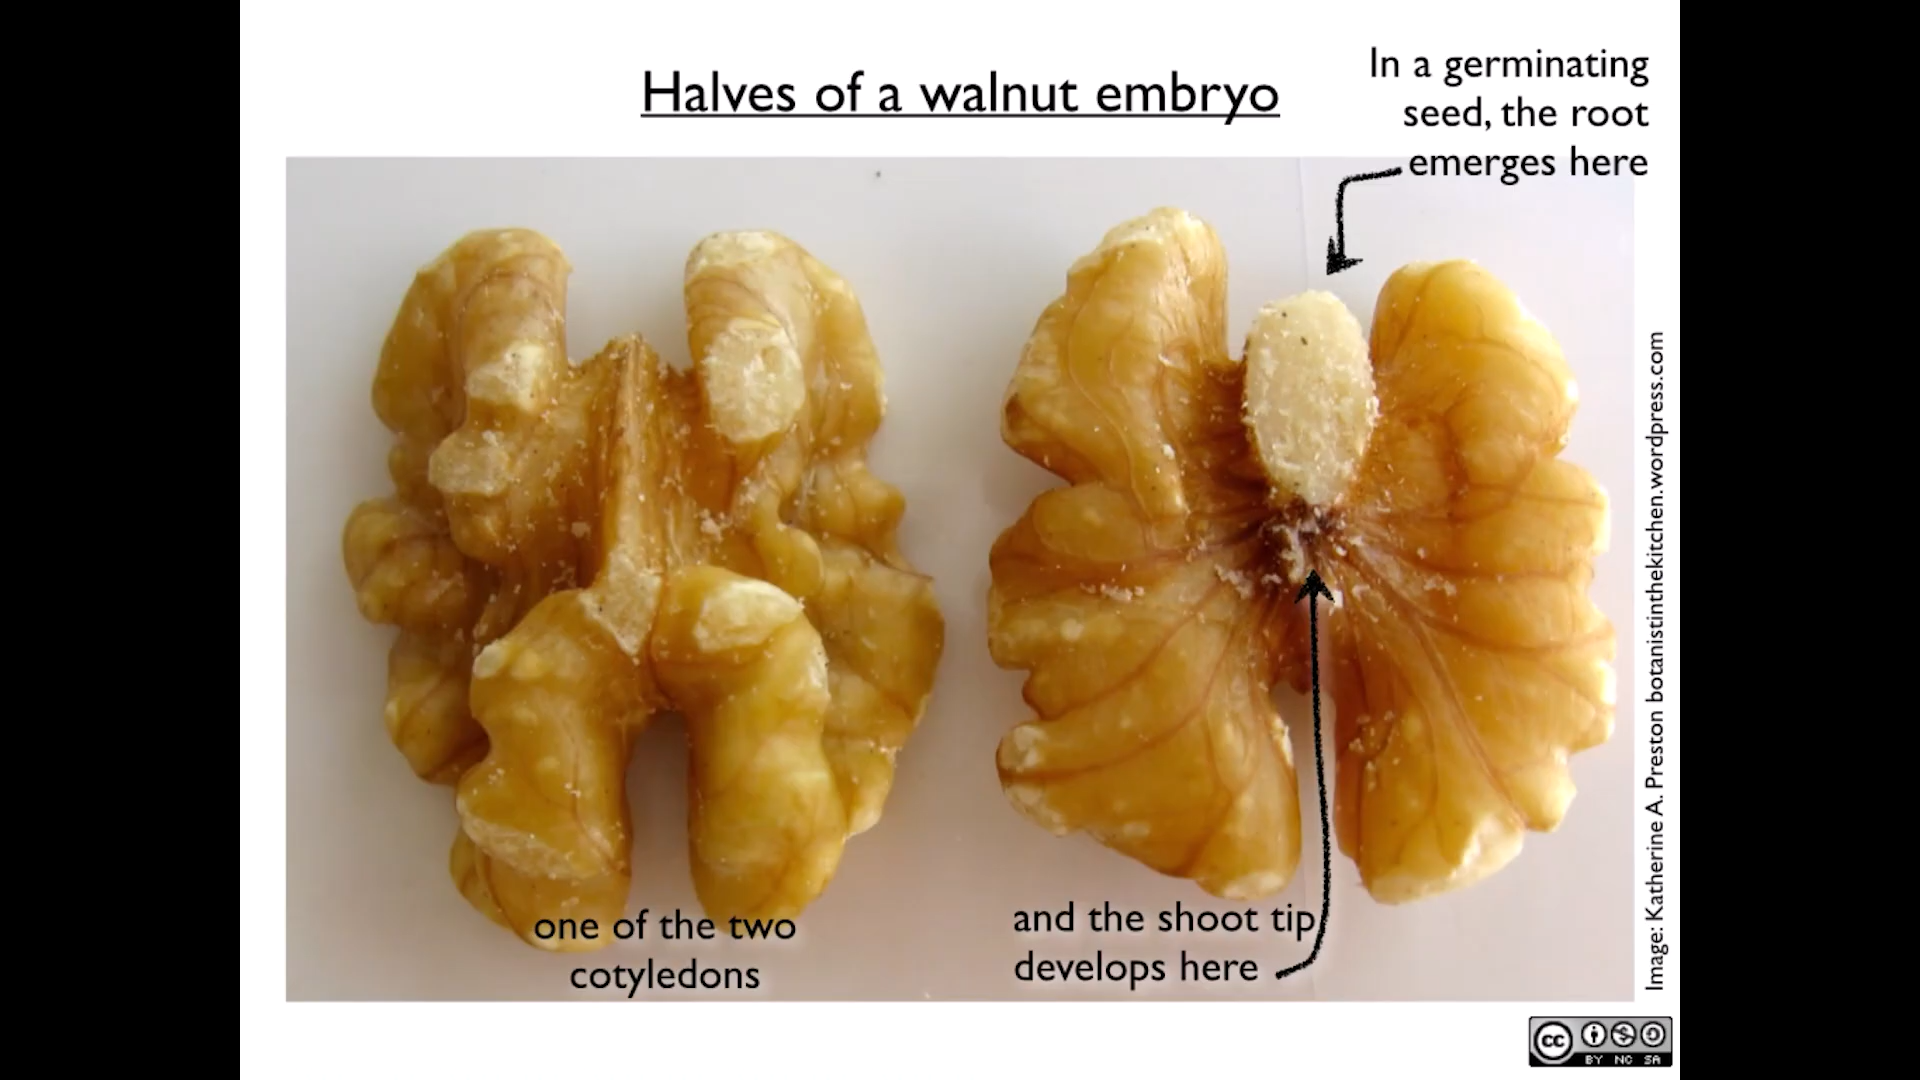 Halves of a walnut embryo
In a germinating
seed, the root
emerges here
one of the two
cotyledons
and the shoot tip
develops here
Image: Katherine A. Preston botanistinthekitchen.wordpress.com
cc
BY NC SA